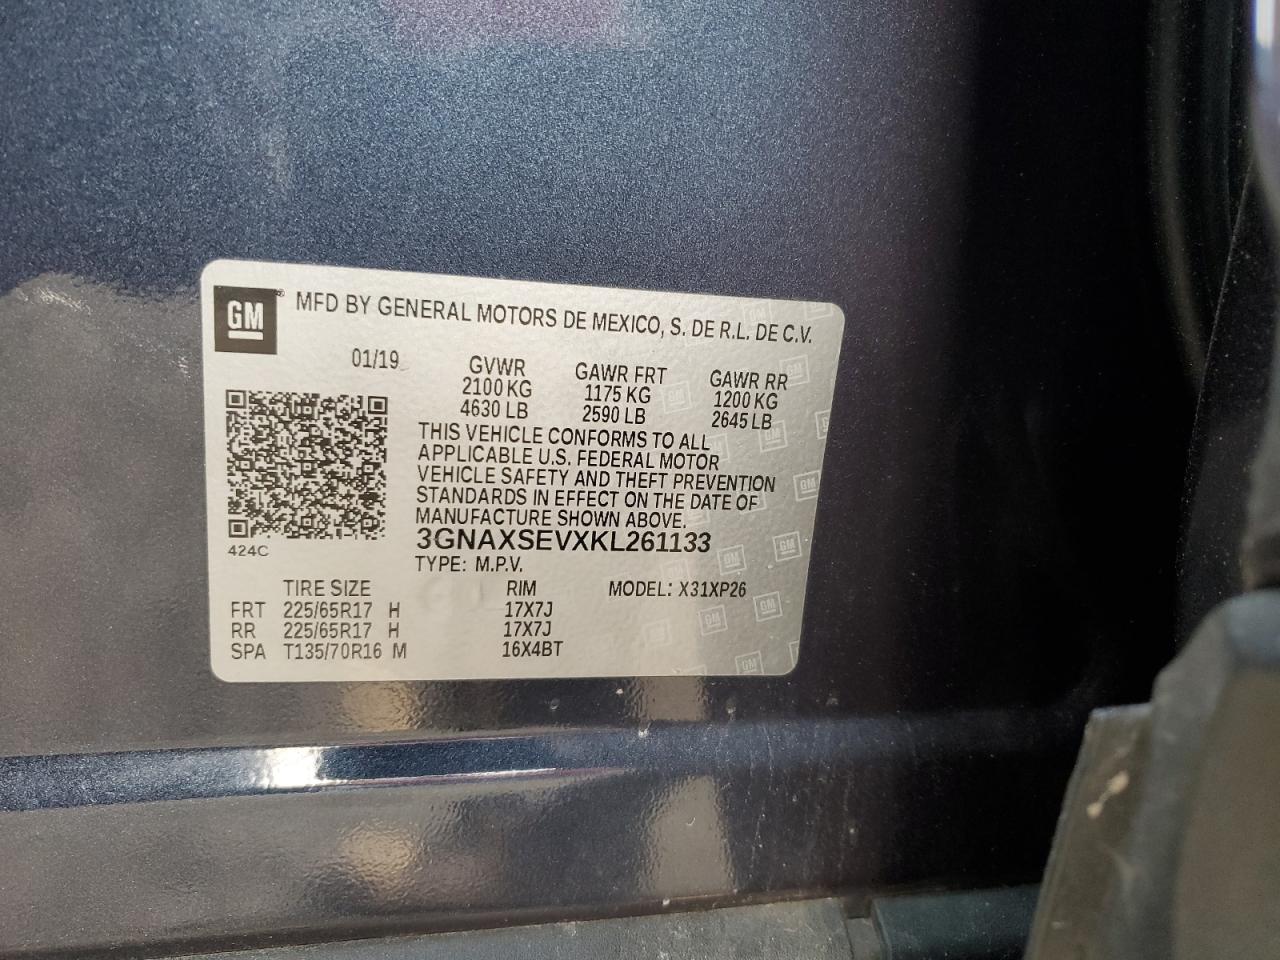 GM ® MFD BY GENERAL MOTORS DE MEXICO, S. DE R.L. DE C.V.
01/19 GVWR GAWR FRT GAWR RR
2100 KG 1175 KG 1200 KG
4630 LB 2590 LB 2645 LB
THIS VEHICLE CONFORMS TO ALL
APPLICABLE U.S. FEDERAL MOTOR
VEHICLE SAFETY AND THEFT PREVENTION
STANDARDS IN EFFECT ON THE DATE OF
MANUFACTURE SHOWN ABOVE.
424C 3GNAXSEVXKL261133
TYPE: M.P.V.
TIRE SIZE RIM MODEL: X31XP26
FRT 225/65R17 H 17X7J
RR 225/65R17 H 17X7J
SPA T135/70R16 M 16X4BT